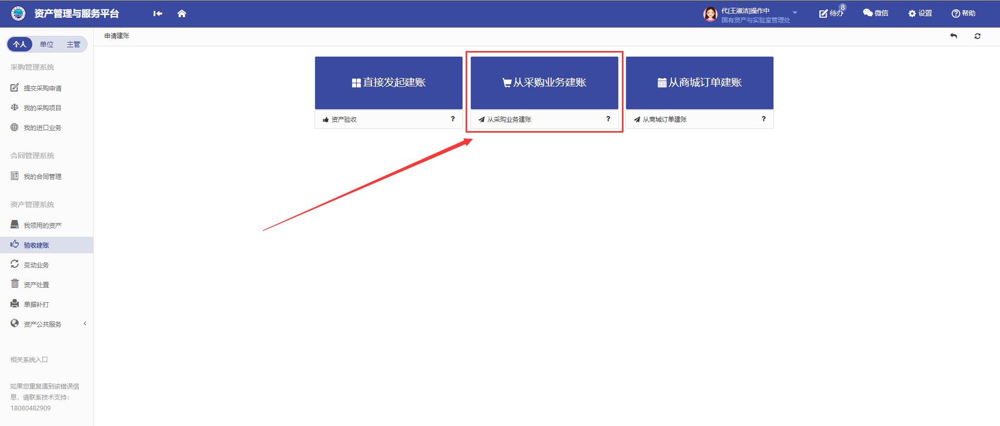 资产管理与服务平台
代[王淑洁]操作中
国有资产与实验室管理处
待办
8
微信
设置
帮助
个人
单位
主管
申请建账
采购管理系统
提交采购申请
我的采购项目
我的进口业务
合同管理系统
我的合同管理
资产管理系统
我领用的资产
验收建账
变动业务
资产处置
单据补打
资产公共服务
相关系统入口
如果您重复遇到该错误信
息，请联系技术支持：
18080482909
直接发起建账
资产验收
?
从采购业务建账
从采购业务建账
?
从商城订单建账
从商城订单建账
?